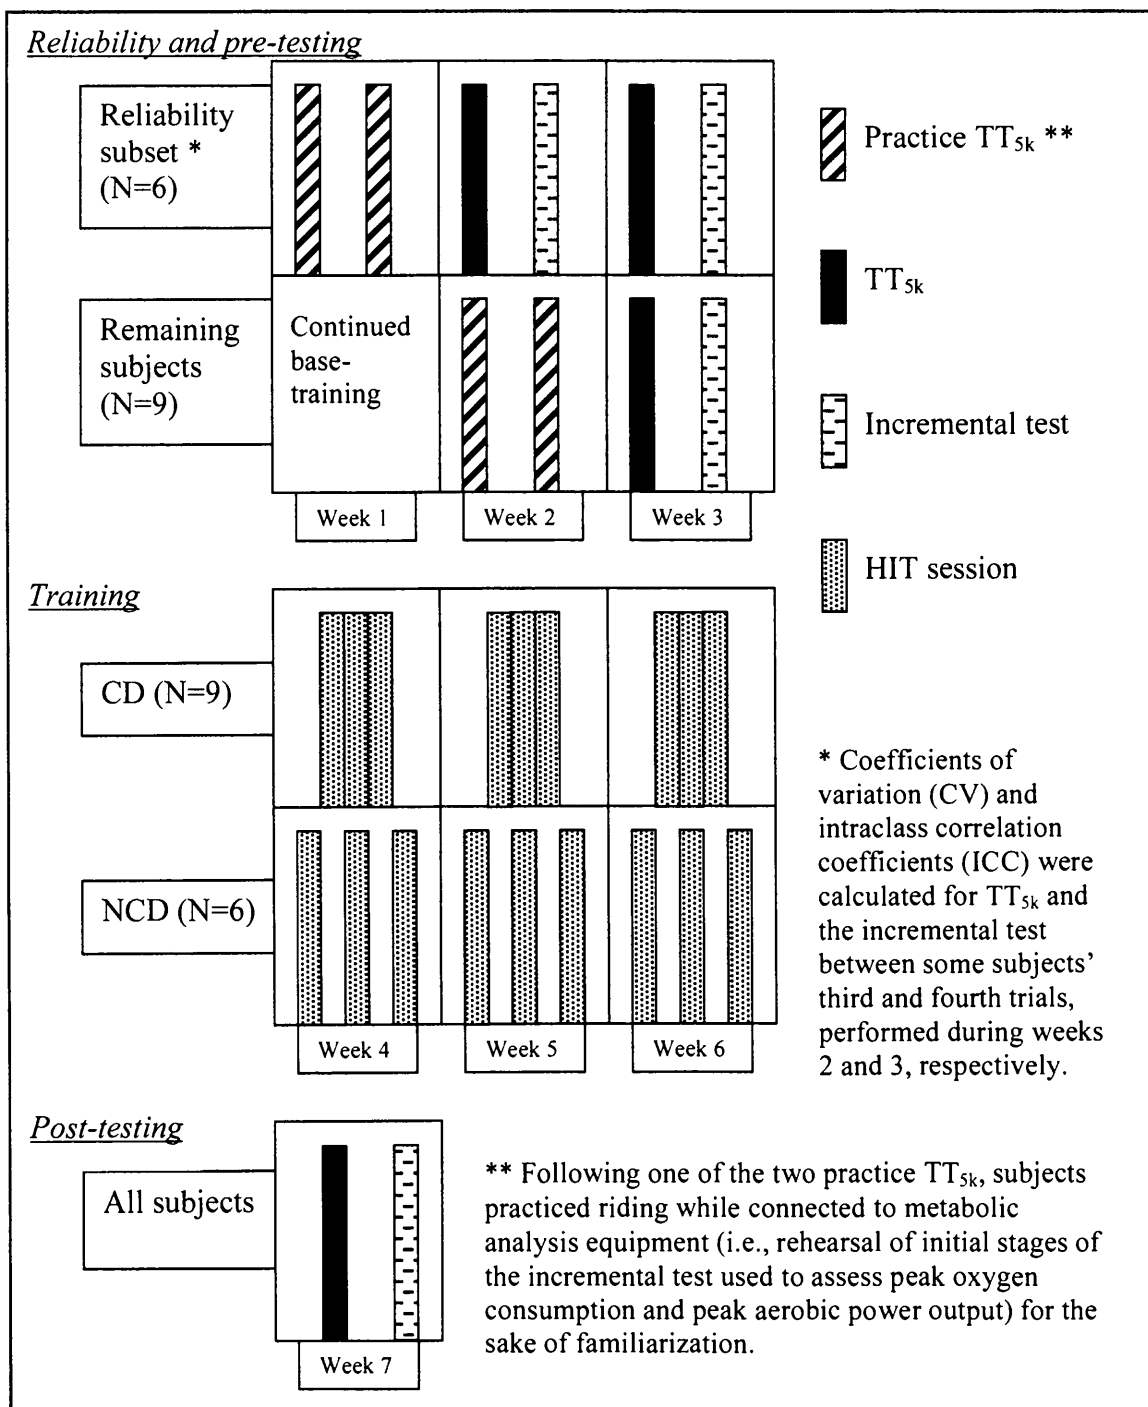 Reliability and pre-testing
Reliability
subset *
(N=6)
Practice TT5k **
TT5k
Remaining
subjects
(N=9)
Continued
base-
training
Incremental test
Week 1
Week 2
Week 3
HIT session
Training
CD (N=9)
NCD (N=6)
Week 4
Week 5
Week 6
* Coefficients of
variation (CV) and
intraclass correlation
coefficients (ICC) were
calculated for TT5k and
the incremental test
between some subjects’
third and fourth trials,
performed during weeks
2 and 3, respectively.
Post-testing
All subjects
Week 7
** Following one of the two practice TT5k, subjects
practiced riding while connected to metabolic
analysis equipment (i.e., rehearsal of initial stages of
the incremental test used to assess peak oxygen
consumption and peak aerobic power output) for the
sake of familiarization.